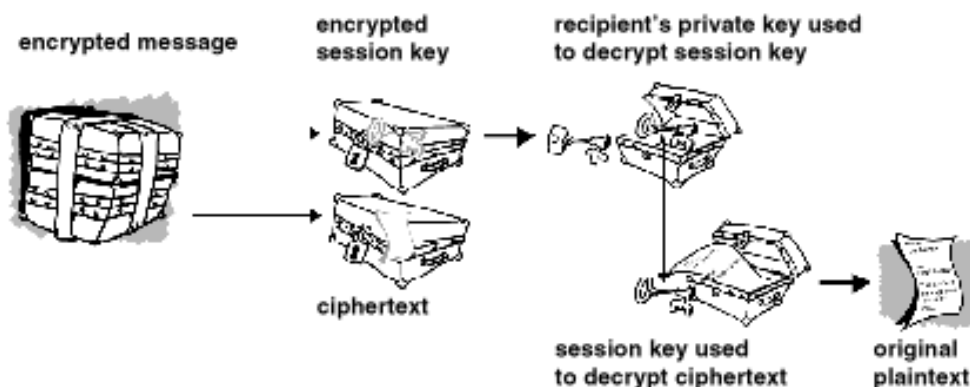 encrypted message
encrypted
session key
recipient's private key used
to decrypt session key
ciphertext
session key used
to decrypt ciphertext
original
plaintext